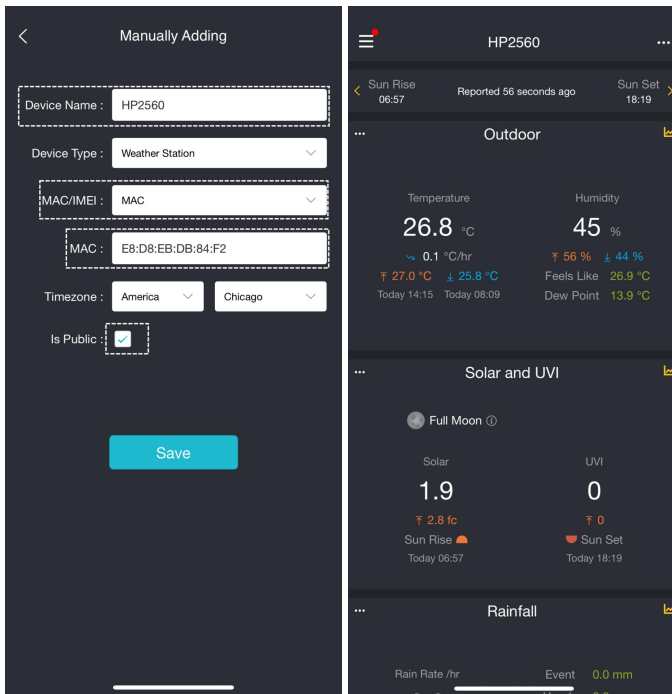 Manually Adding
Device Name : HP2560
Device Type : Weather Station
MAC/IMEI : MAC
MAC : E8:D8:EB:DB:84:F2
Timezone : America Chicago
Is Public :
Save
HP2560
Sun Rise Sun Set
06:57 Reported 56 seconds ago 18:19
Outdoor
Temperature Humidity
26.8 °C 45 %
0.1 °C/hr 56 % 44 %
27.0 °C 25.8 °C Feels Like 26.9 °C
Today 14:15 Today 08:09 Dew Point 13.9 °C
Solar and UVI
Full Moon
Solar UVI
1.9 0
2.8 fc 0
Sun Rise Sun Set
Today 06:57 Today 18:19
Rainfall
Rain Rate /hr Event 0.0 mm